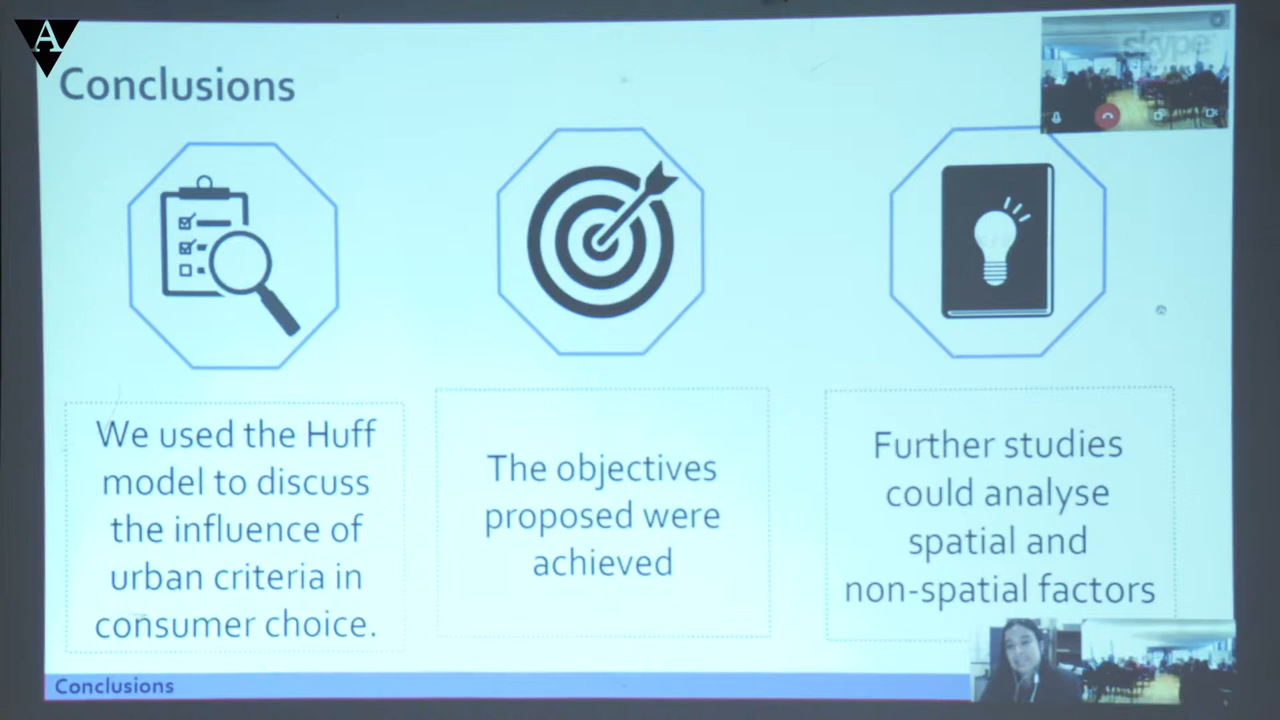 A
skype
Conclusions
We used the Huff
model to discuss
the influence of
urban criteria in
consumer choice.
The objectives
proposed were
achieved
Further studies
could analyse
spatial and
non-spatial factors
Conclusions